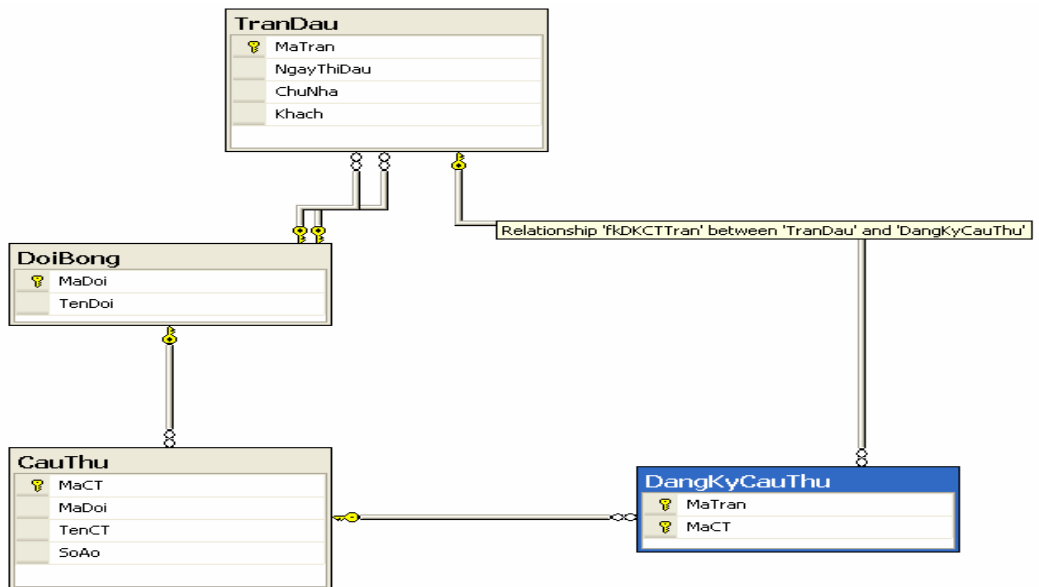 TranDau
MaTran
NgayThiDau
ChuNha
Khach
Relationship 'fkDKCTTran' between 'TranDau' and 'DangKyCauThu'
DoiBong
MaDoi
TenDoi
CauThu
MaCT
MaDoi
TenCT
SoAo
DangKyCauThu
MaTran
MaCT